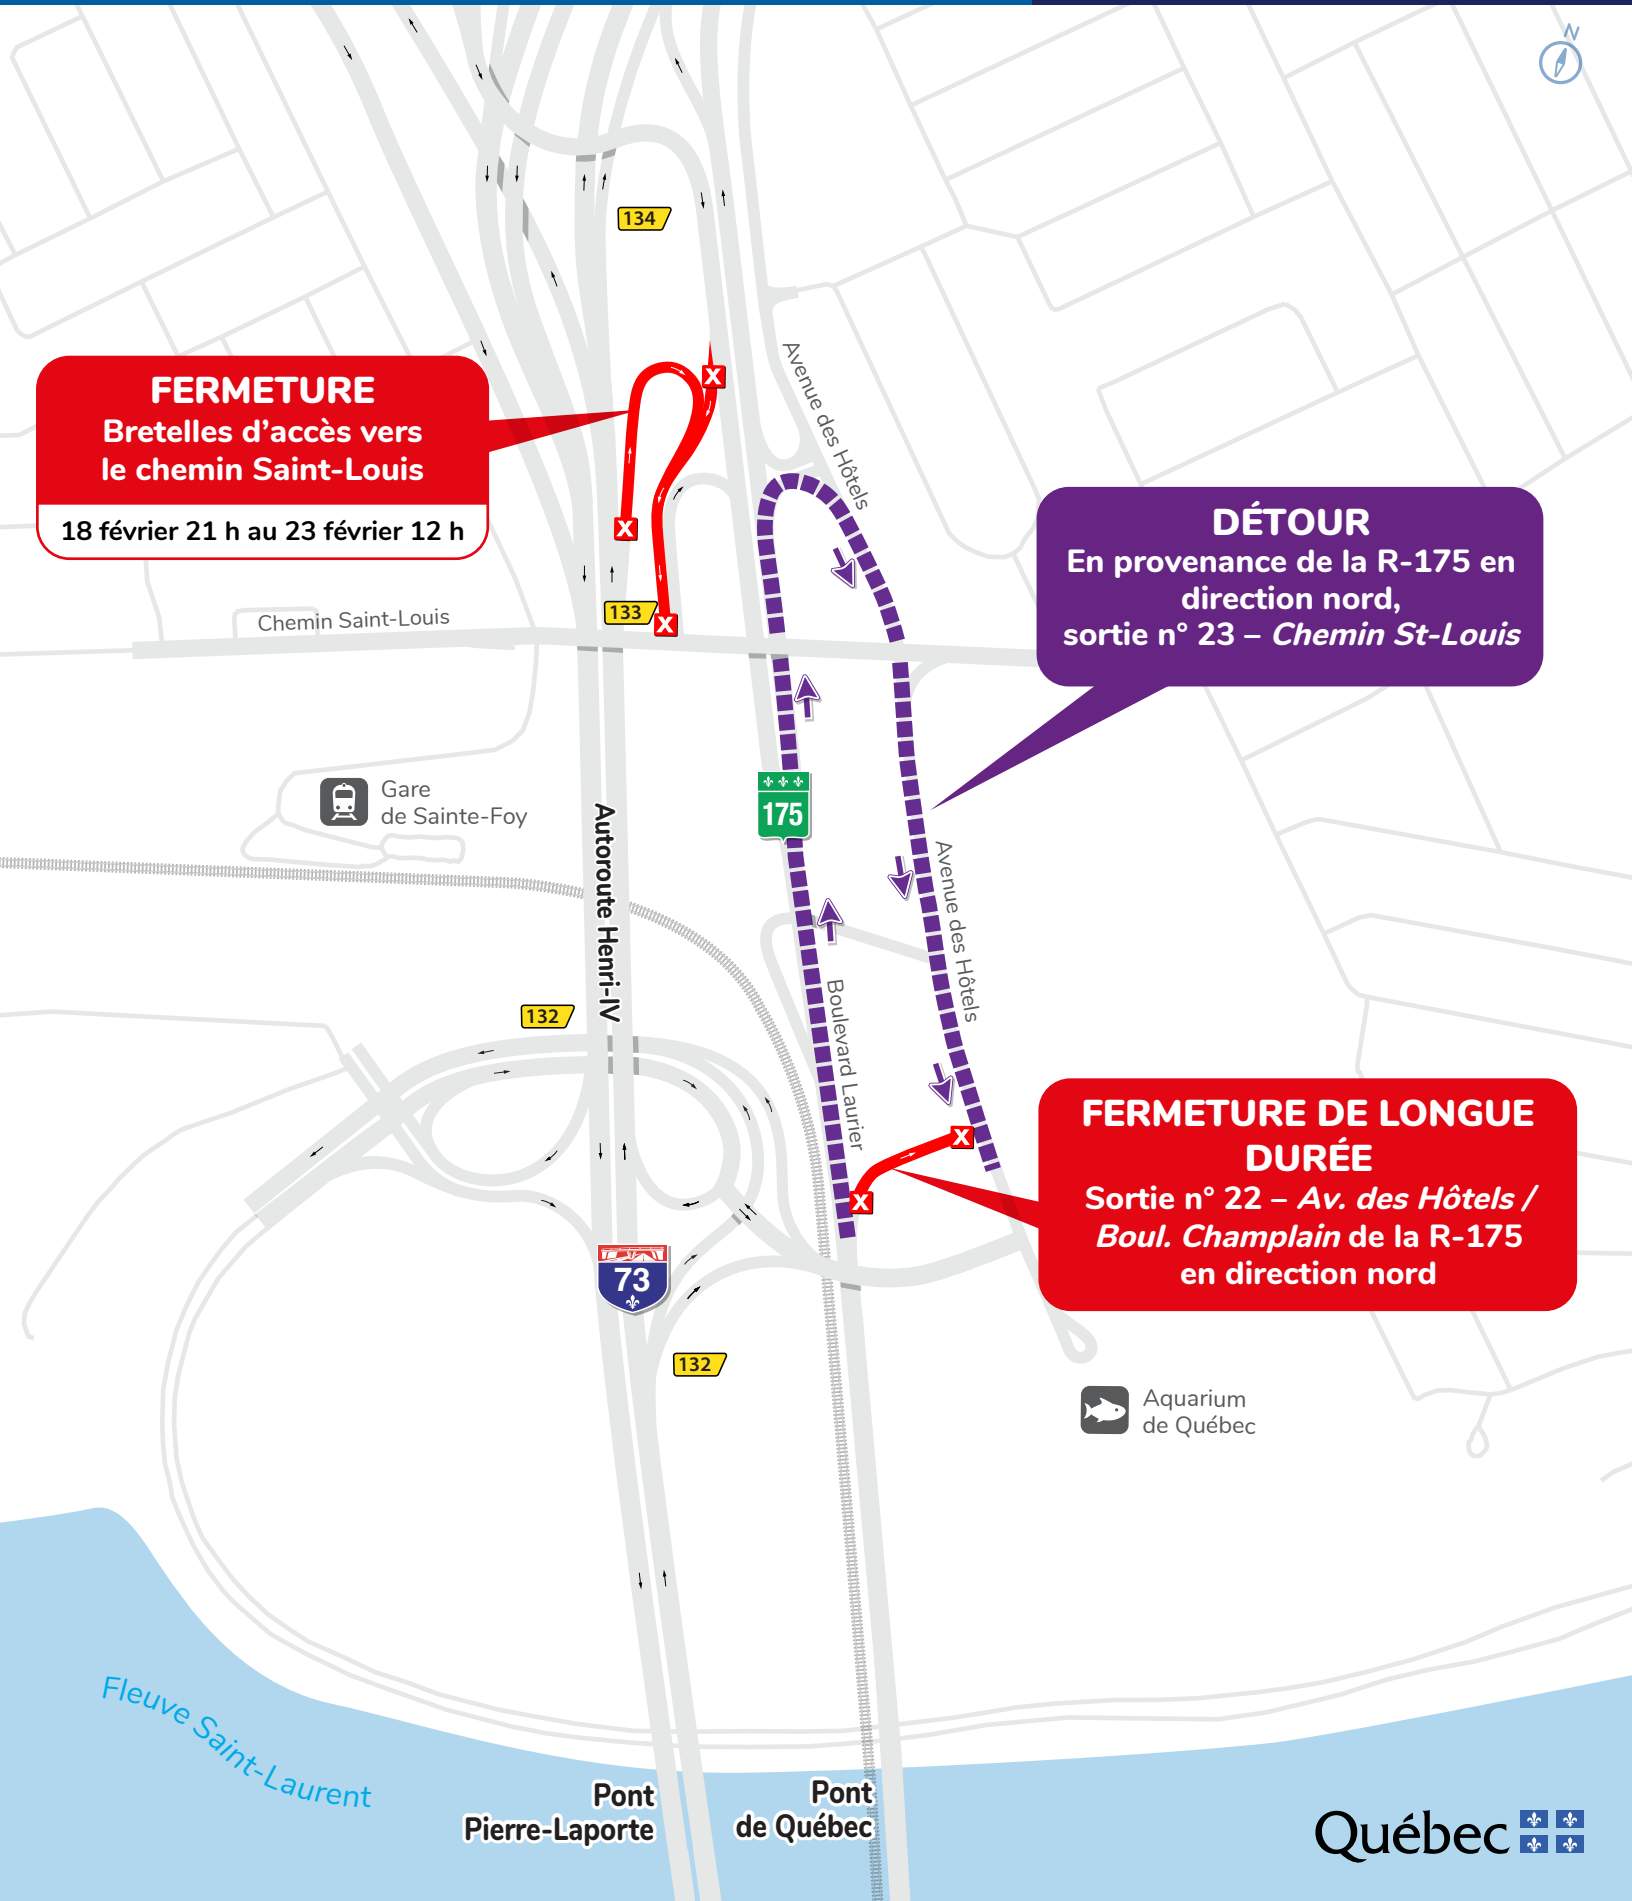 N
134
Avenue des Hôtels
FERMETURE
Bretelles d'accès vers
le chemin Saint-Louis
18 février 21 h au 23 février 12 h
X
X
X
133
Chemin Saint-Louis
DÉTOUR
En provenance de la R-175 en
direction nord,
sortie n° 23 – Chemin St-Louis
Gare
de Sainte-Foy
175
Autoroute Henri-IV
Avenue des Hôtels
Boulevard Laurier
132
FERMETURE DE LONGUE
DURÉE
Sortie n° 22 – Av. des Hôtels /
Boul. Champlain de la R-175
en direction nord
X
X
73
132
Aquarium
de Québec
Fleuve Saint-Laurent
Pont
Pierre-Laporte
Pont
de Québec
Québec